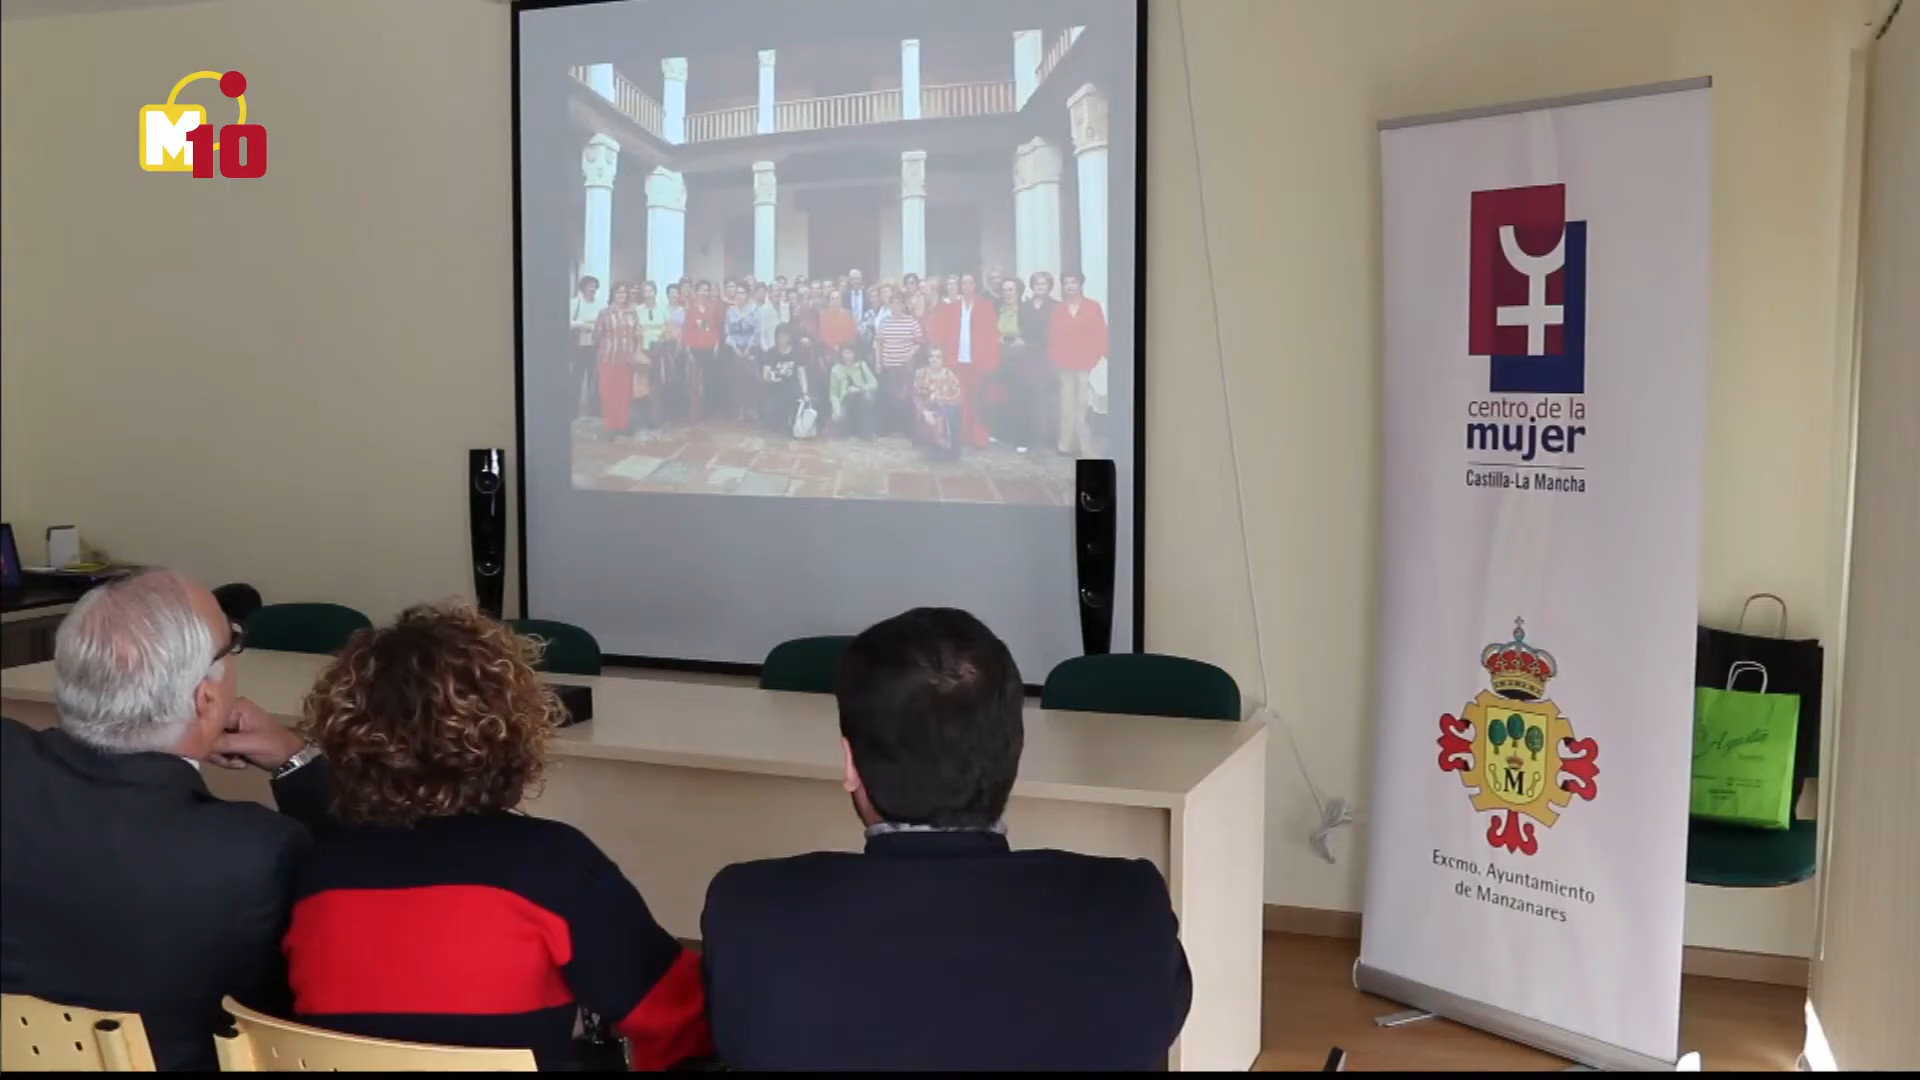 M10
centro de la
mujer
Castilla-La Mancha
M
Excmo. Ayuntamiento
de Manzanares